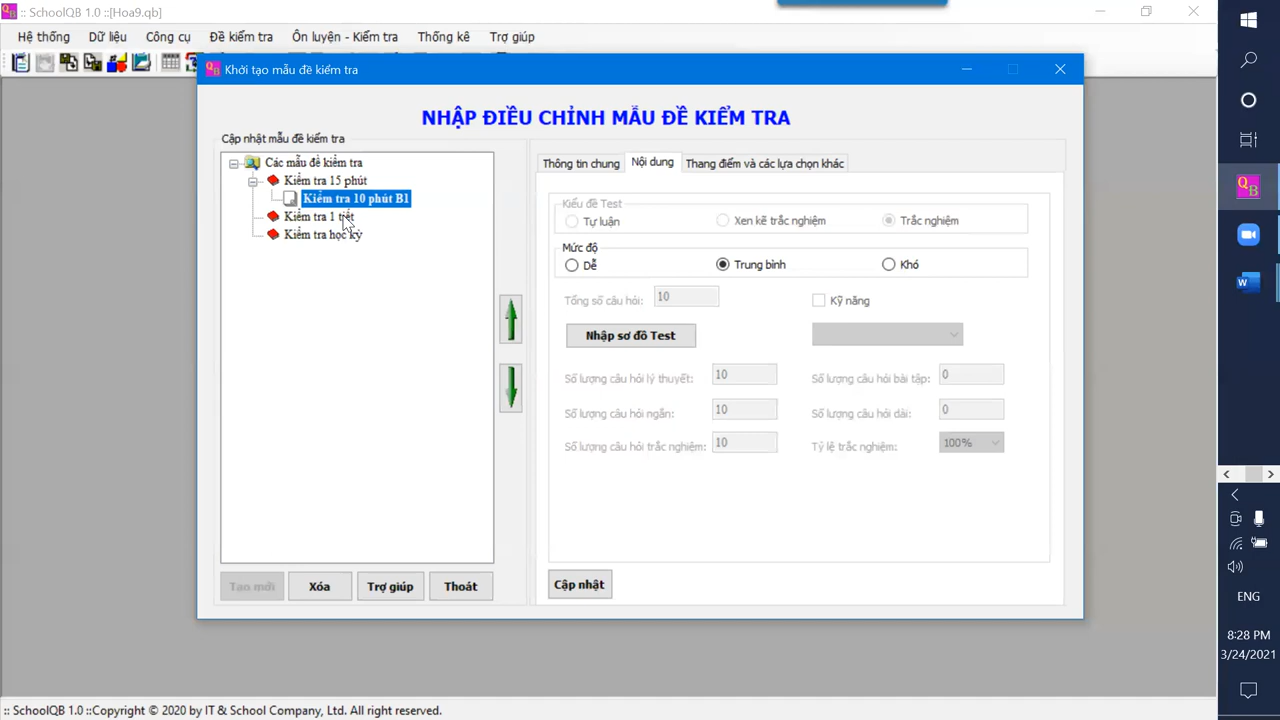 :: SchoolQB 1.0 ::[Hoa9.qb]
Hệ thống Dữ liệu Công cụ Đề kiểm tra Ôn luyện - Kiểm tra Thống kê Trợ giúp
Khởi tạo mẫu đề kiểm tra
NHẬP ĐIỀU CHỈNH MẪU ĐỀ KIỂM TRA
Cập nhật mẫu đề kiểm tra
Các mẫu đề kiểm tra
Kiểm tra 15 phút
Kiểm tra 10 phút B1
Kiểm tra 1 tiết
Kiểm tra học kỳ
Thông tin chung Nội dung Thang điểm và các lựa chọn khác
Kiểu đề Test
Tự luận Xen kẽ trắc nghiệm Trắc nghiệm
Mức độ
Dễ Trung bình Khó
Tổng số câu hỏi: 10 Kỹ năng
Nhập sơ đồ Test
Số lượng câu hỏi lý thuyết: 10 Số lượng câu hỏi bài tập: 0
Số lượng câu hỏi ngắn: 10 Số lượng câu hỏi dài: 0
Số lượng câu hỏi trắc nghiệm: 10 Tỷ lệ trắc nghiệm: 100%
Tạo mới Xóa Trợ giúp Thoát Cập nhật
:: SchoolQB 1.0 ::Copyright © 2020 by IT & School Company, Ltd. All right reserved.
ENG
8:28 PM
3/24/2021